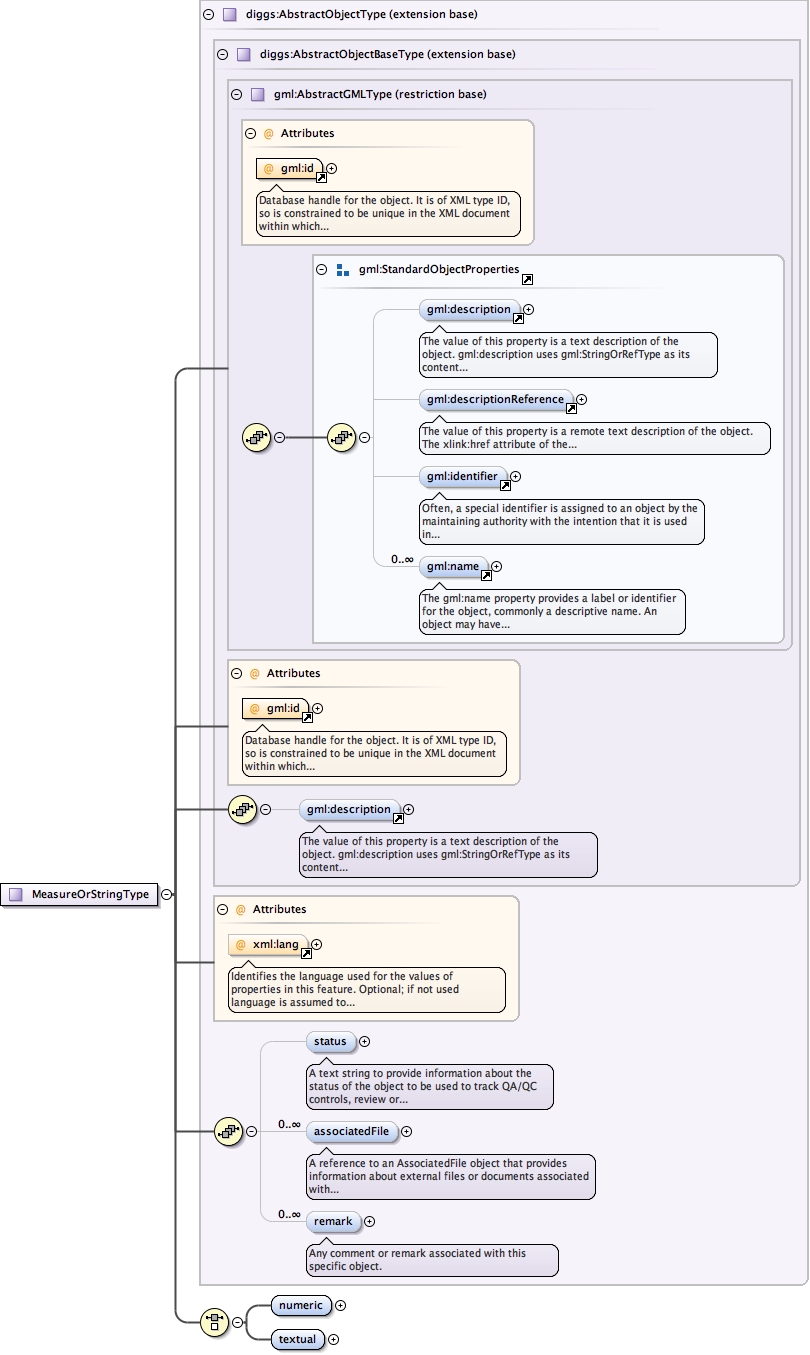 diggs:AbstractObjectType (extension base)
diggs:AbstractObjectBaseType (extension base)
gml:AbstractGMLType (restriction base)
@ Attributes
@ gml:id
Database handle for the object. It is of XML type ID,
so is constrained to be unique in the XML document
within which...
gml:StandardObjectProperties
gml:description
The value of this property is a text description of the
object. gml:description uses gml:StringOrRefType as its
content...
gml:descriptionReference
The value of this property is a remote text description of the object.
The xlink:href attribute of the...
gml:identifier
Often, a special identifier is assigned to an object by the
maintaining authority with the intention that it is used
in...
0..∞
gml:name
The gml:name property provides a label or identifier
for the object, commonly a descriptive name. An
object may have...
@ Attributes
@ gml:id
Database handle for the object. It is of XML type ID,
so is constrained to be unique in the XML document
within which...
gml:description
The value of this property is a text description of the
object. gml:description uses gml:StringOrRefType as its
content...
MeasureOrStringType
@ Attributes
@ xml:lang
Identifies the language used for the values of
properties in this feature. Optional; if not used
language is assumed to...
status
A text string to provide information about the
status of the object to be used to track QA/QC
controls, review or...
0..∞
associatedFile
A reference to an AssociatedFile object that provides
information about external files or documents associated
with...
0..∞
remark
Any comment or remark associated with this
specific object.
numeric
textual